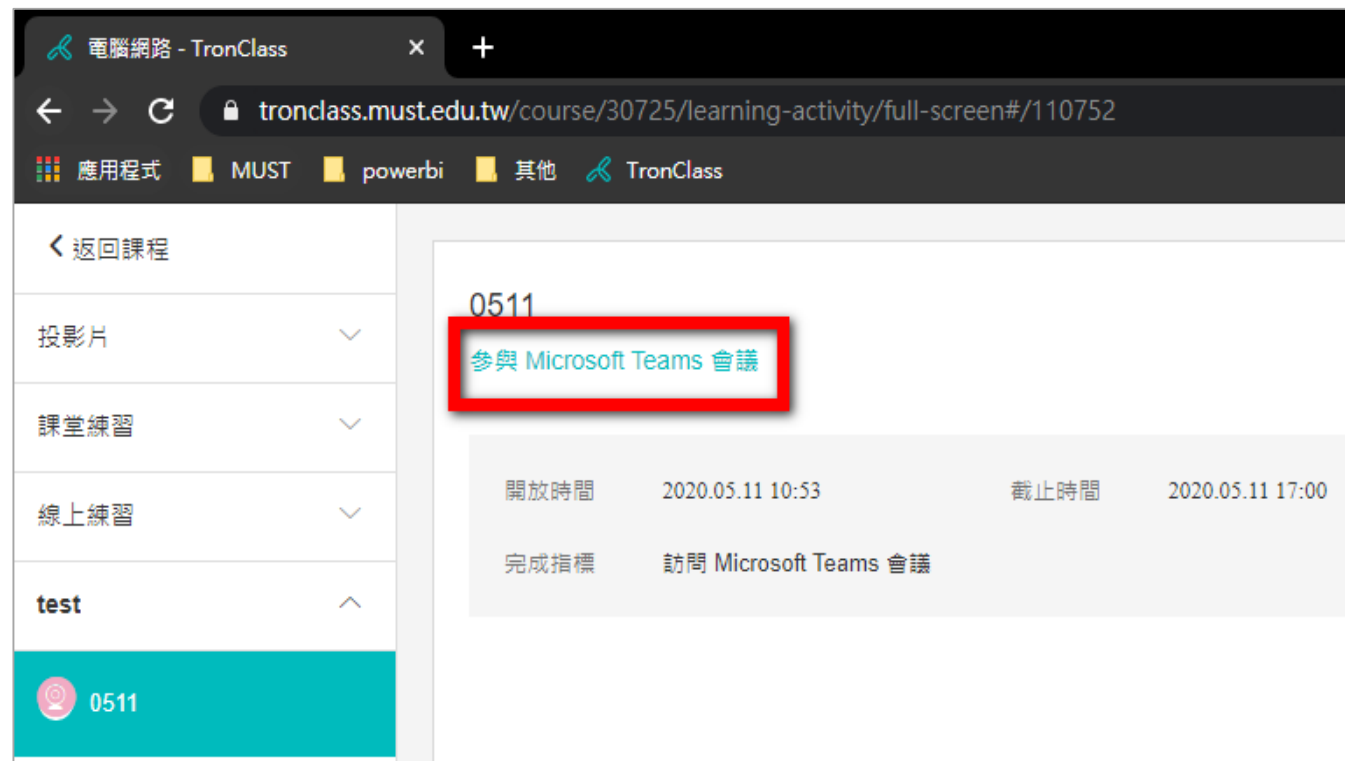 電腦網路 - TronClass
tronclass.must.edu.tw/course/30725/learning-activity/full-screen#/110752
應用程式 MUST powerbi 其他 TronClass
返回課程
投影片
課堂練習
線上練習
test
0511
0511
參與 Microsoft Teams 會議
開放時間 2020.05.11 10:53 截止時間 2020.05.11 17:00
完成指標 訪問 Microsoft Teams 會議